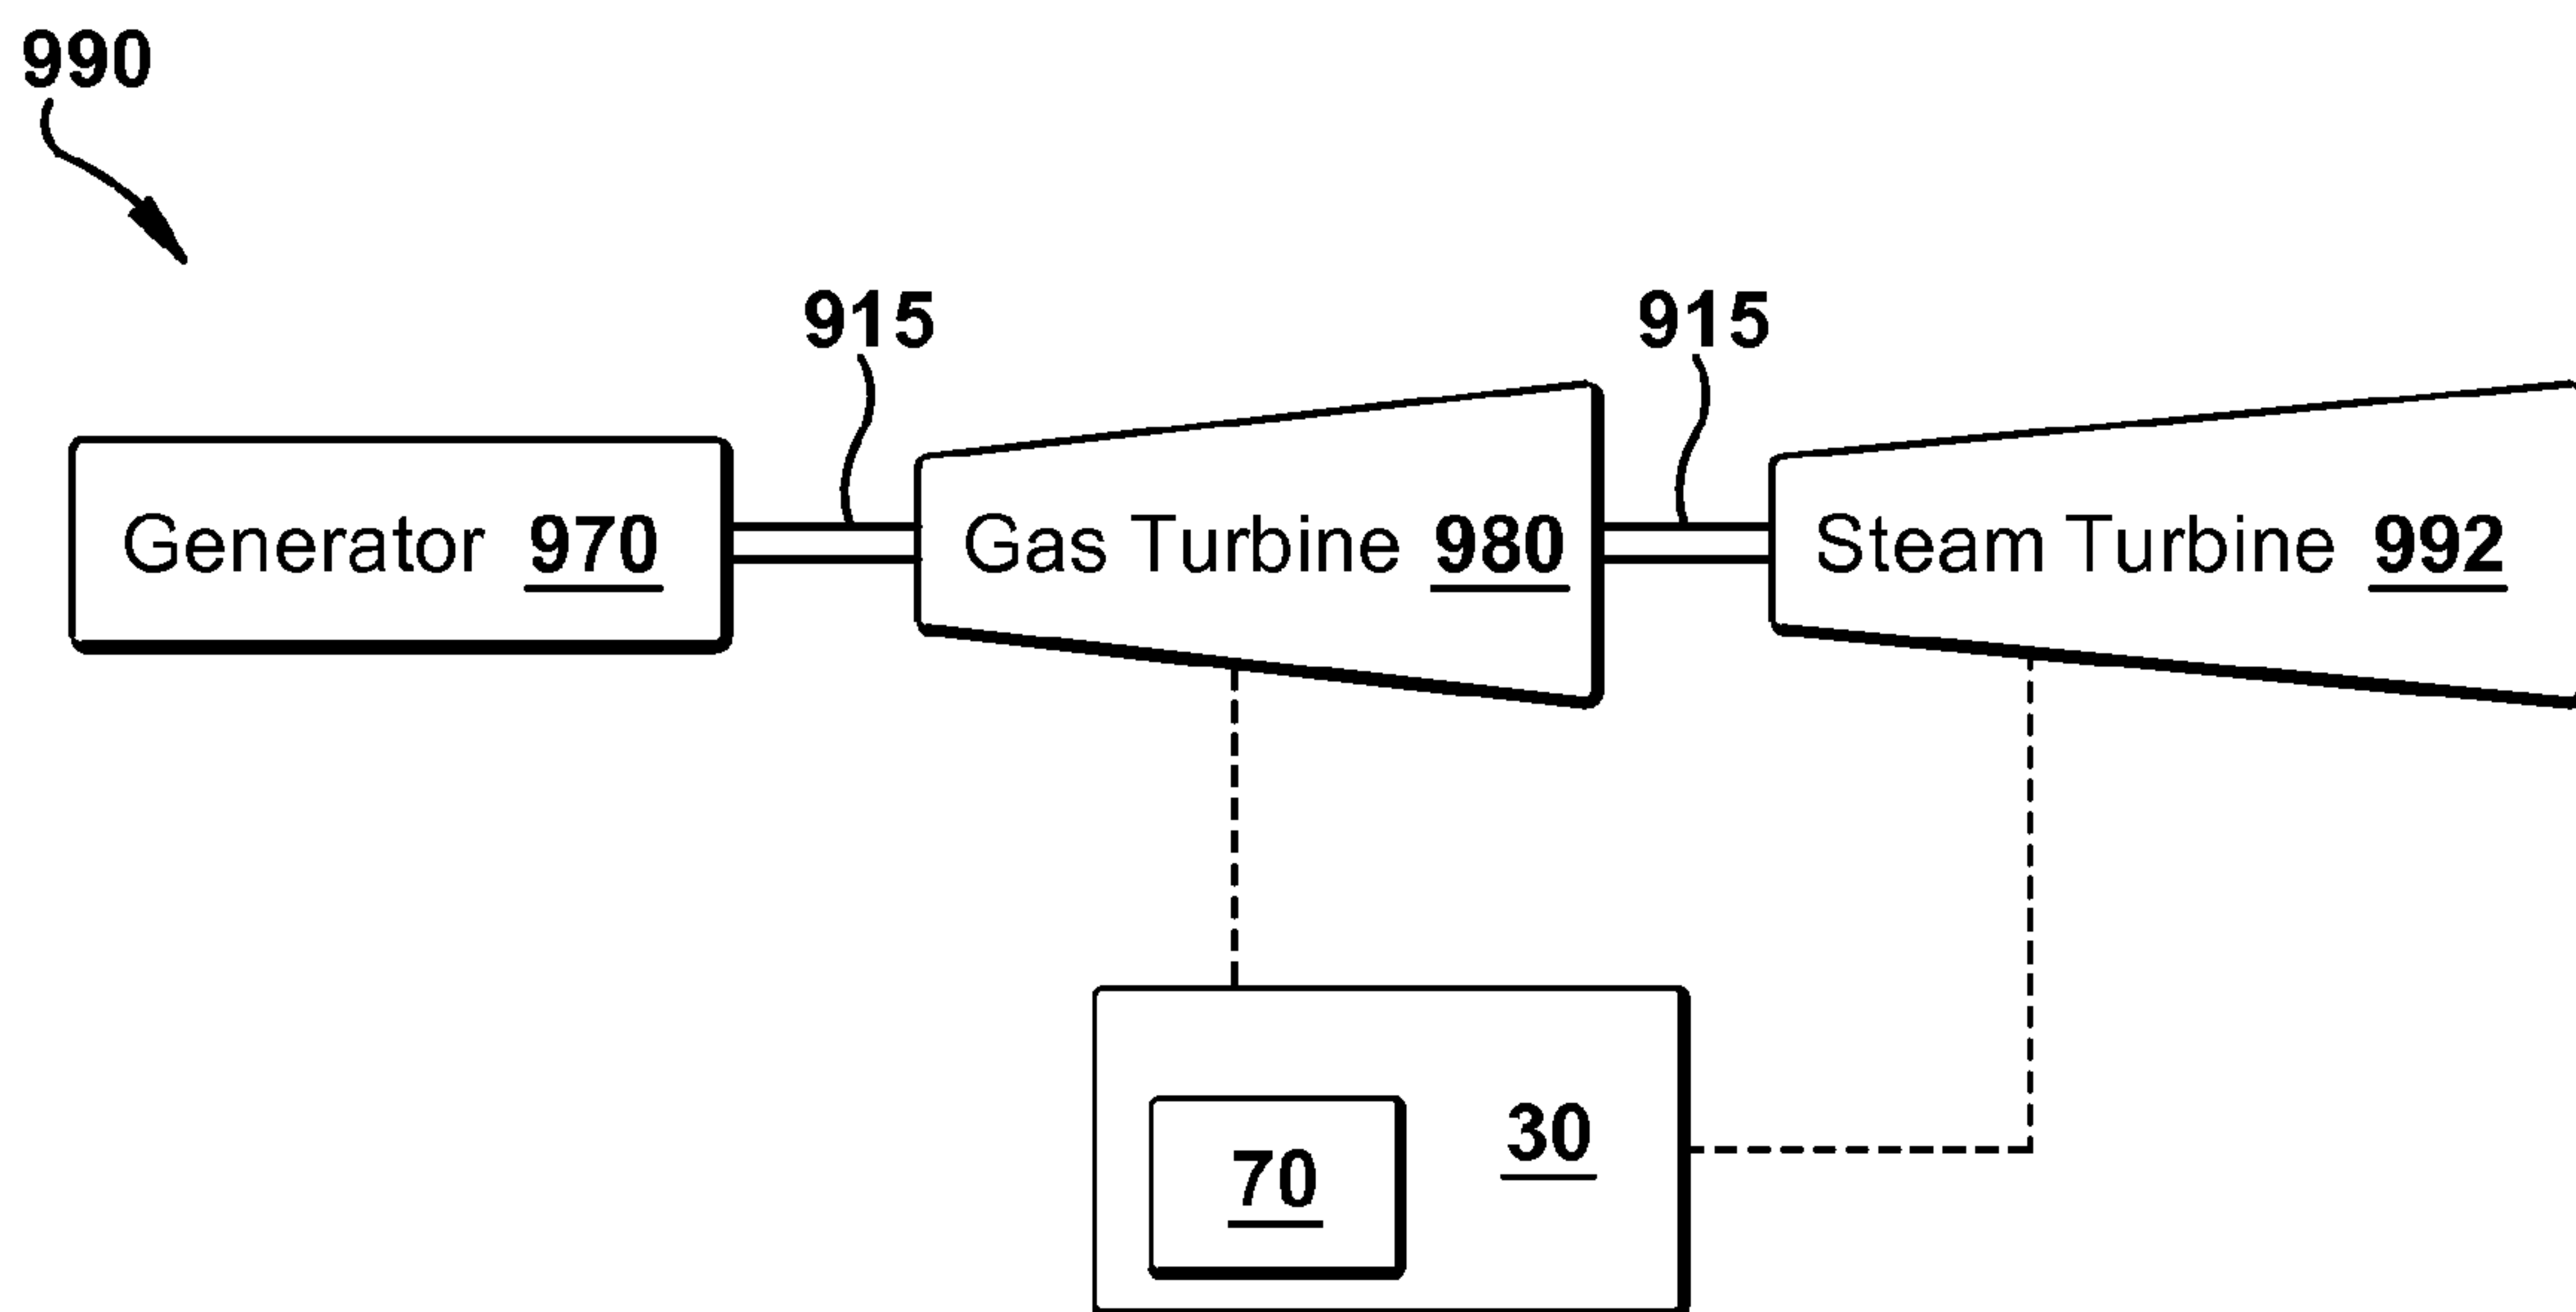 990
915
915
Generator 970
Gas Turbine 980
Steam Turbine 992
30
70